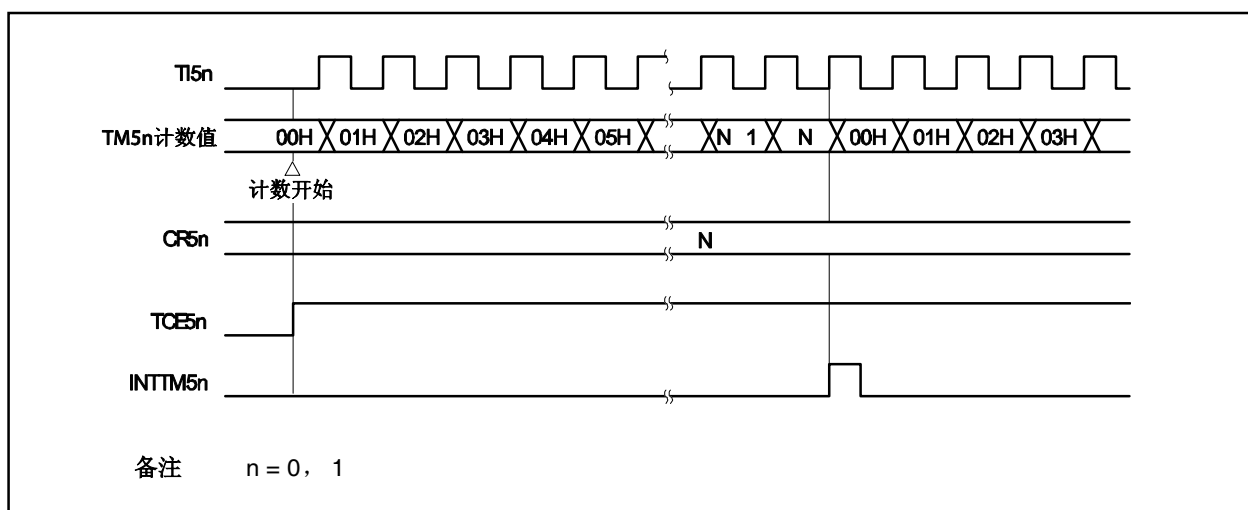 TI5n
TM5n计数值 00H 01H 02H 03H 04H 05H N 1 N 00H 01H 02H 03H
计数开始
CR5n N
TCE5n
INTTM5n
备注 n = 0， 1